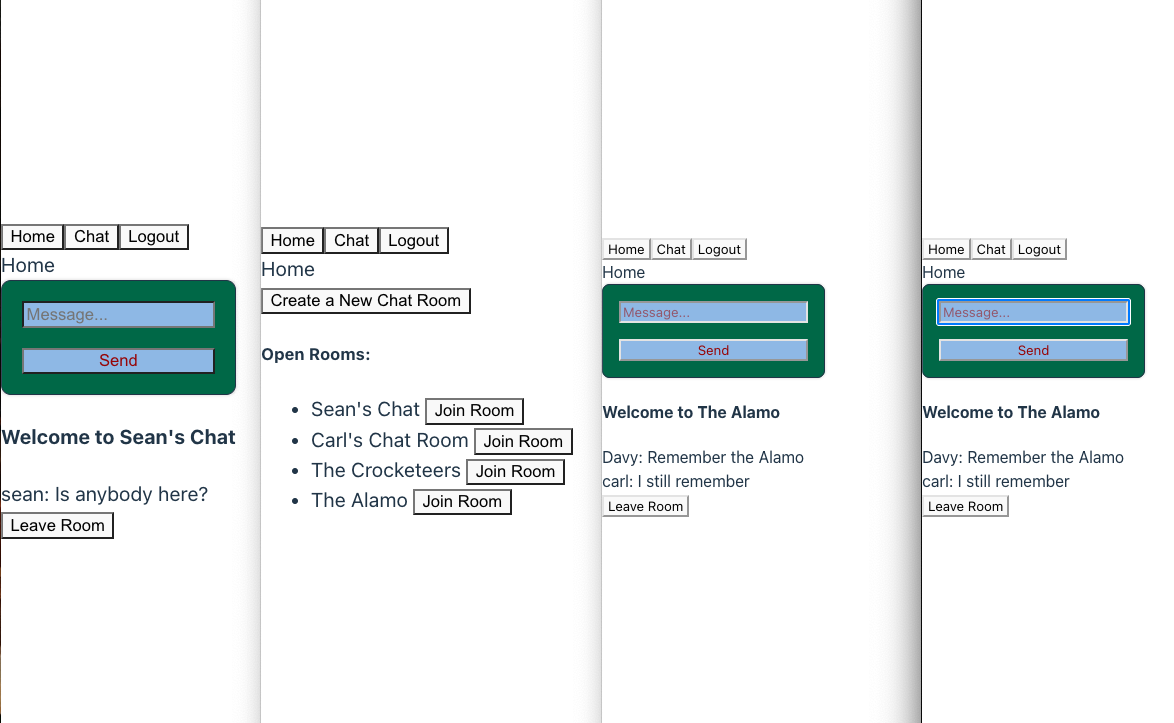 Home Chat Logout
Home
Message...
Send
Welcome to Sean's Chat
sean: Is anybody here?
Leave Room
Home Chat Logout
Home
Create a New Chat Room
Open Rooms:
Sean's Chat Join Room
Carl's Chat Room Join Room
The Crocketeers Join Room
The Alamo Join Room
Home Chat Logout
Home
Message...
Send
Welcome to The Alamo
Davy: Remember the Alamo
carl: I still remember
Leave Room
Home Chat Logout
Home
Message...
Send
Welcome to The Alamo
Davy: Remember the Alamo
carl: I still remember
Leave Room